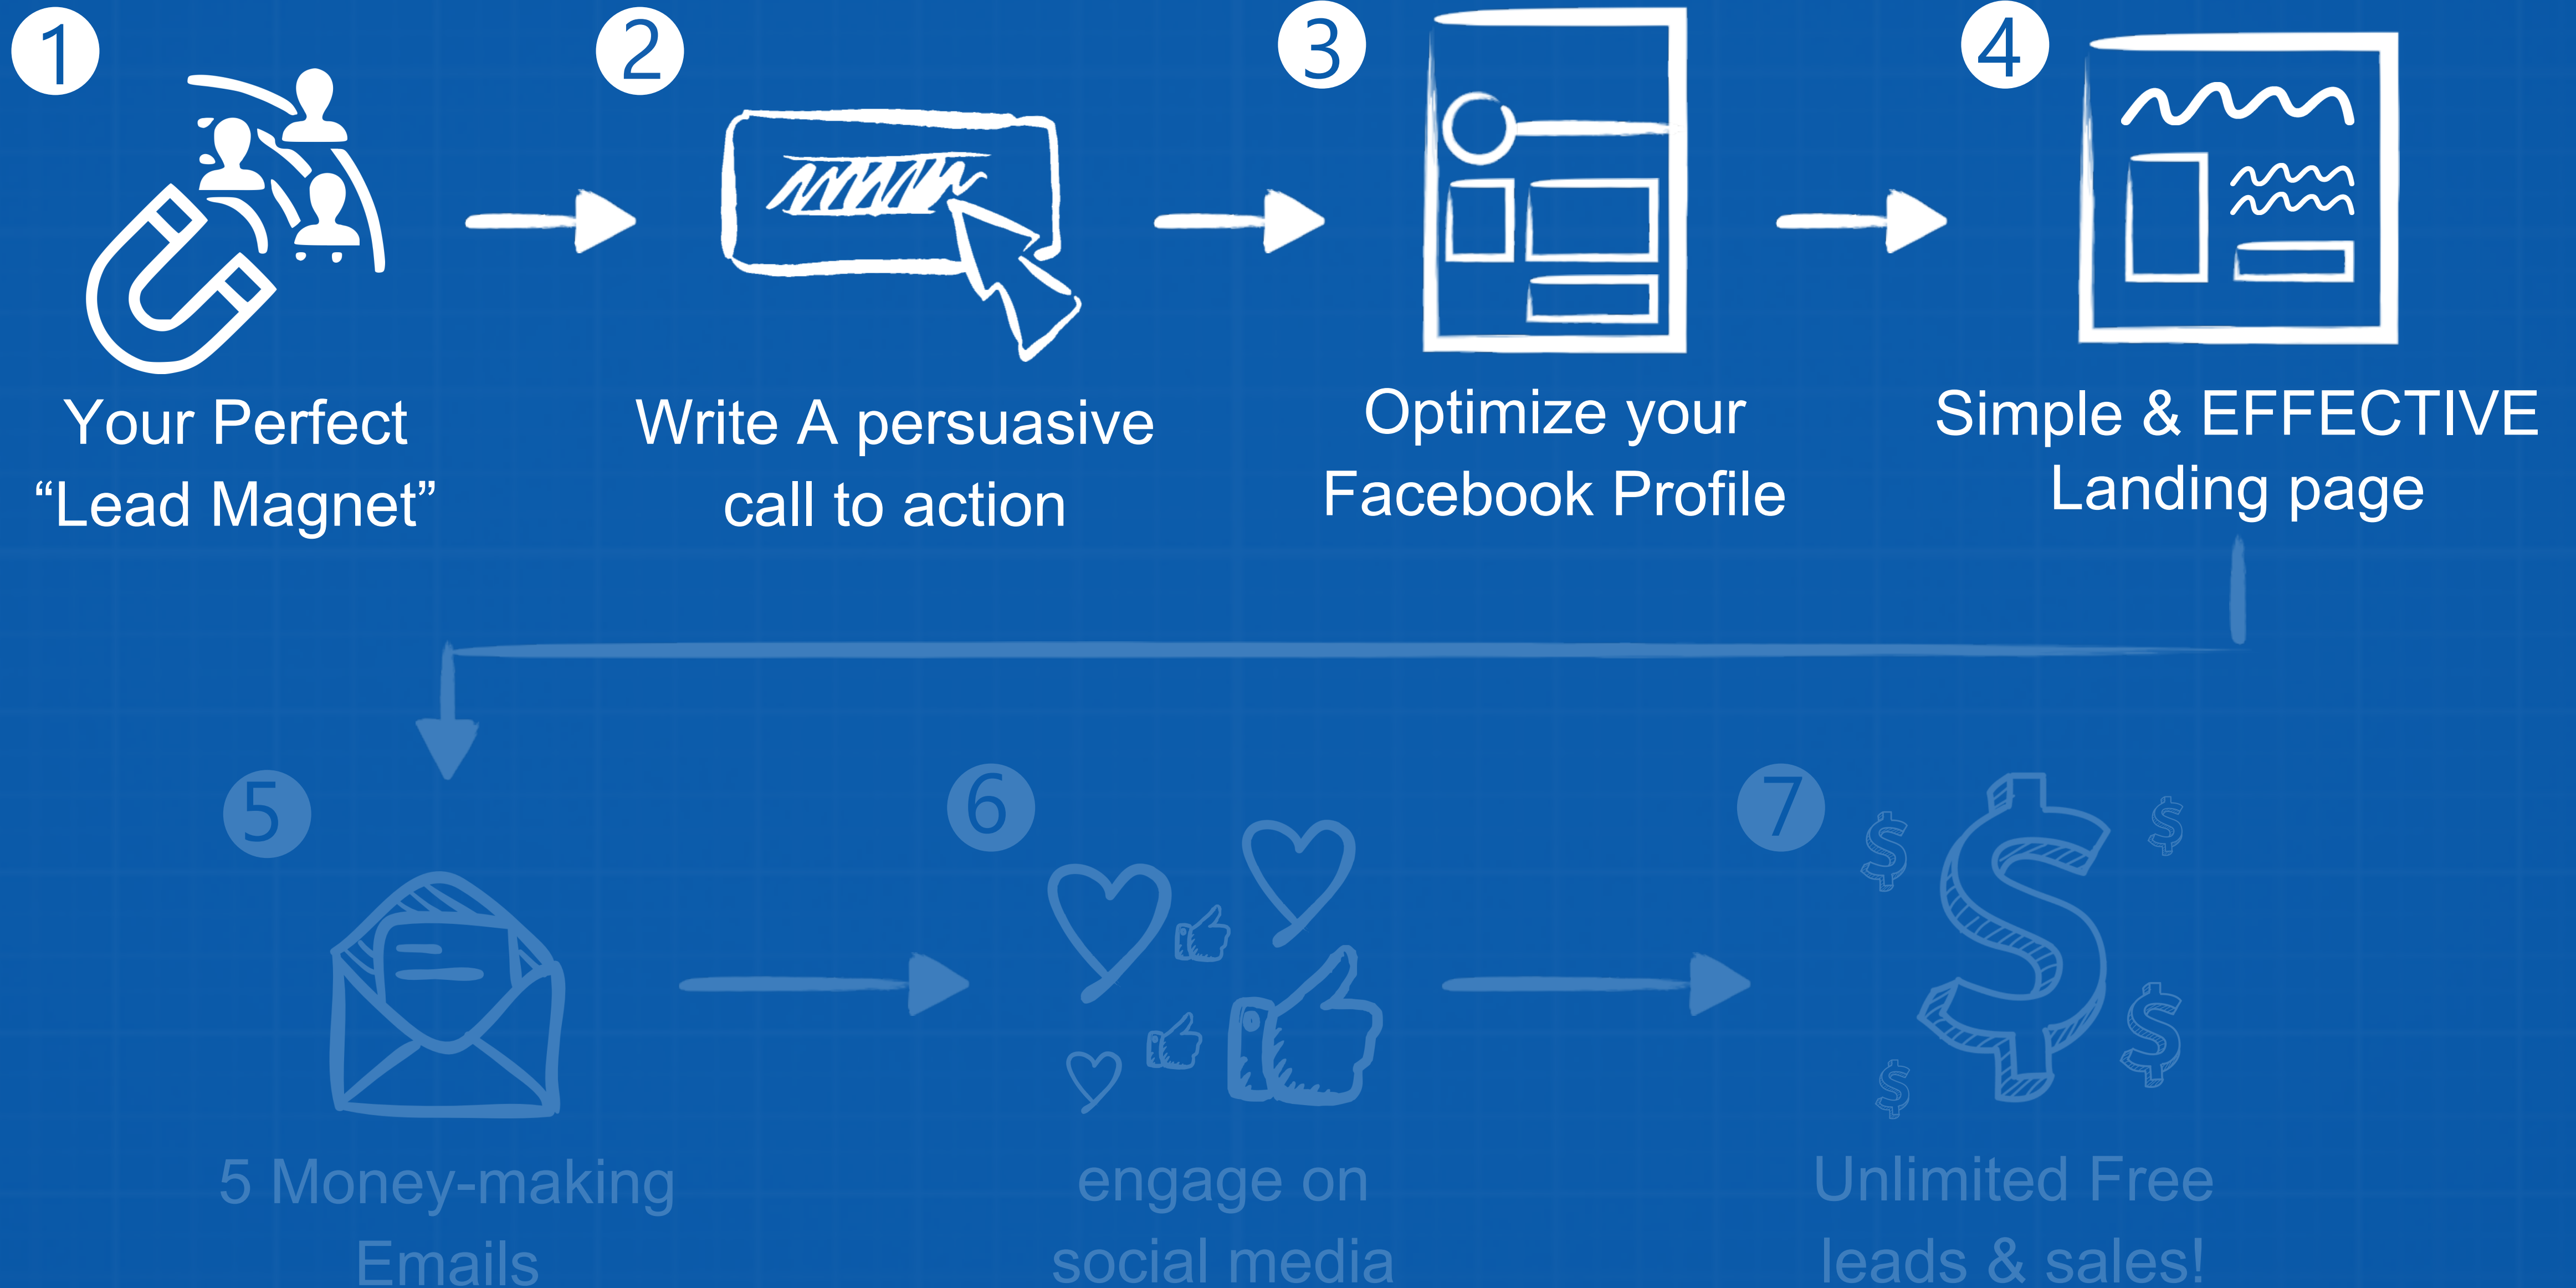 1
Your Perfect
“Lead Magnet”
2
Write A persuasive
call to action
3
Optimize your
Facebook Profile
4
Simple & EFFECTIVE
Landing page
5
5 Money-making
Emails
6
engage on
social media
7
$
$
$
$
$
Unlimited Free
leads & sales!